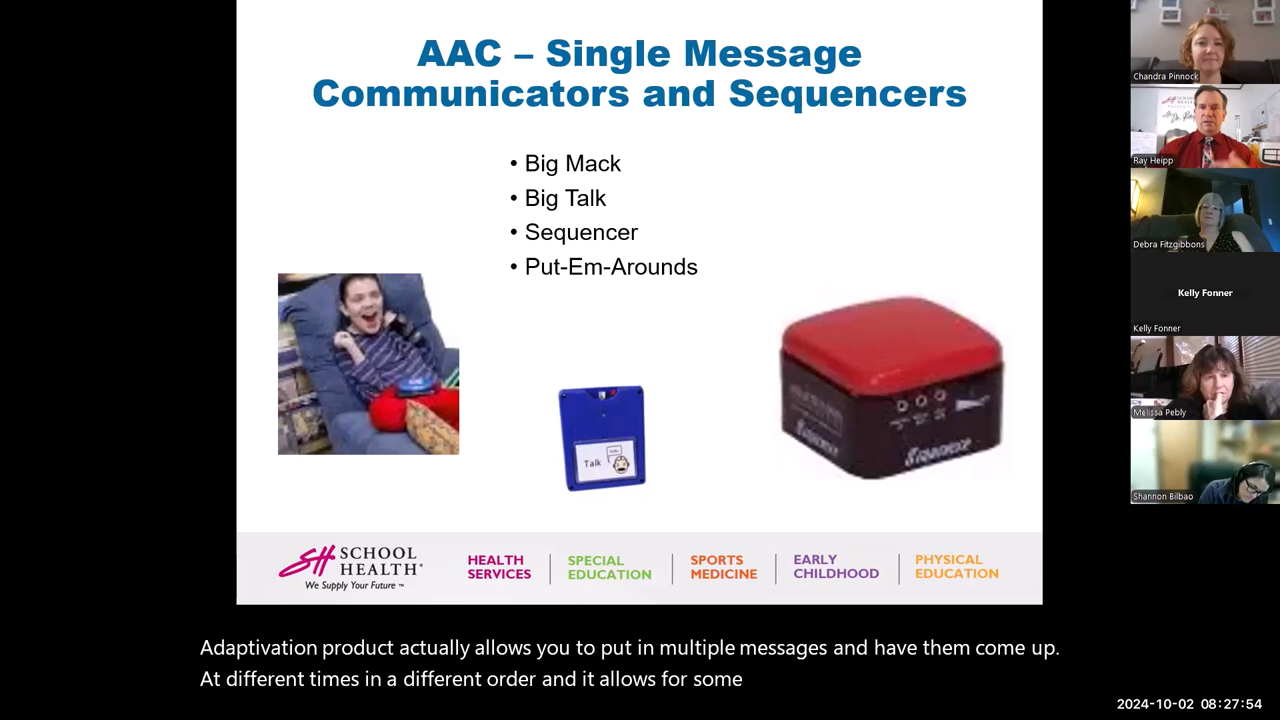 AAC – Single Message
Communicators and Sequencers
• Big Mack
• Big Talk
• Sequencer
• Put-Em-Arounds
Talk
SH SCHOOL
HEALTH®
We Supply Your Future ™
HEALTH
SERVICES
SPECIAL
EDUCATION
SPORTS
MEDICINE
EARLY
CHILDHOOD
PHYSICAL
EDUCATION
Chandra Pinnock
Ray Heipp
Debra Fitzgibbons
Kelly Fonner
Kelly Fonner
Melissa Pebly
Shannon Bilbao
Adaptivation product actually allows you to put in multiple messages and have them come up.
At different times in a different order and it allows for some
2024-10-02 08:27:54